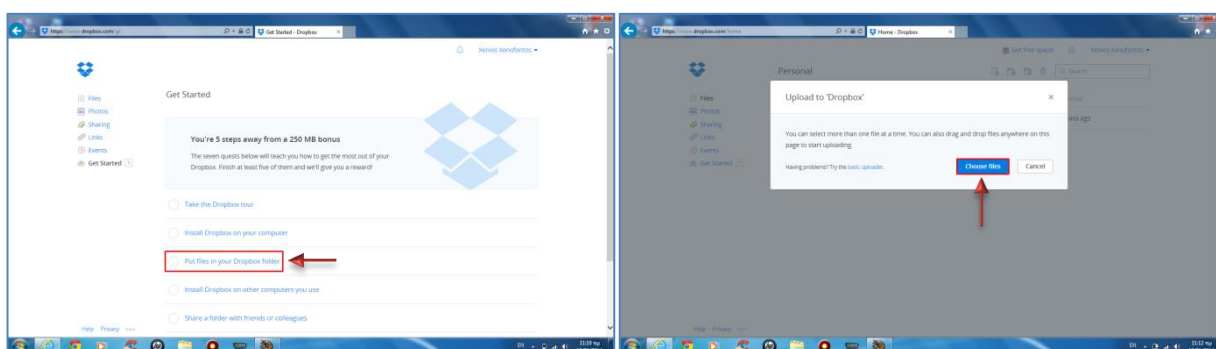 Get Started - Dropbox
Xenios Xenofontos
Files
Photos
Sharing
Links
Events
Get Started
Get Started
You're 5 steps away from a 250 MB bonus
The seven quests below will teach you how to get the most out of your
Dropbox. Finish at least five of them and we'll give you a reward!
Take the Dropbox tour
Install Dropbox on your computer
Put files in your Dropbox folder
Install Dropbox on other computers you use
Share a folder with friends or colleagues
Help Privacy
EN
Home - Dropbox
Get free space!
Xenios Xenofontos
Personal
Search
Files
Photos
Sharing
Links
Events
Get Started
Upload to 'Dropbox'
You can select more than one file at a time. You can also drag and drop files anywhere on this
page to start uploading.
Having problems? Try the basic uploader.
Choose files
Cancel
ago
Help Privacy
EN